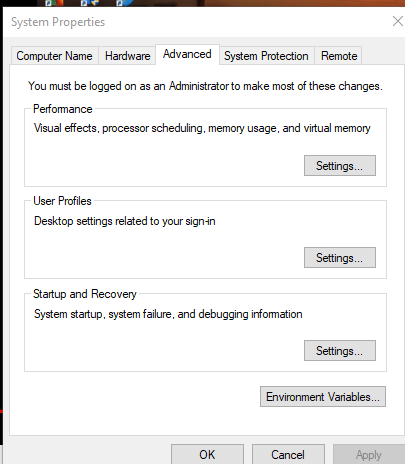 System Properties
Computer Name Hardware Advanced System Protection Remote
You must be logged on as an Administrator to make most of these changes.
Performance
Visual effects, processor scheduling, memory usage, and virtual memory
Settings...
User Profiles
Desktop settings related to your sign-in
Settings...
Startup and Recovery
System startup, system failure, and debugging information
Settings...
Environment Variables...
OK Cancel Apply